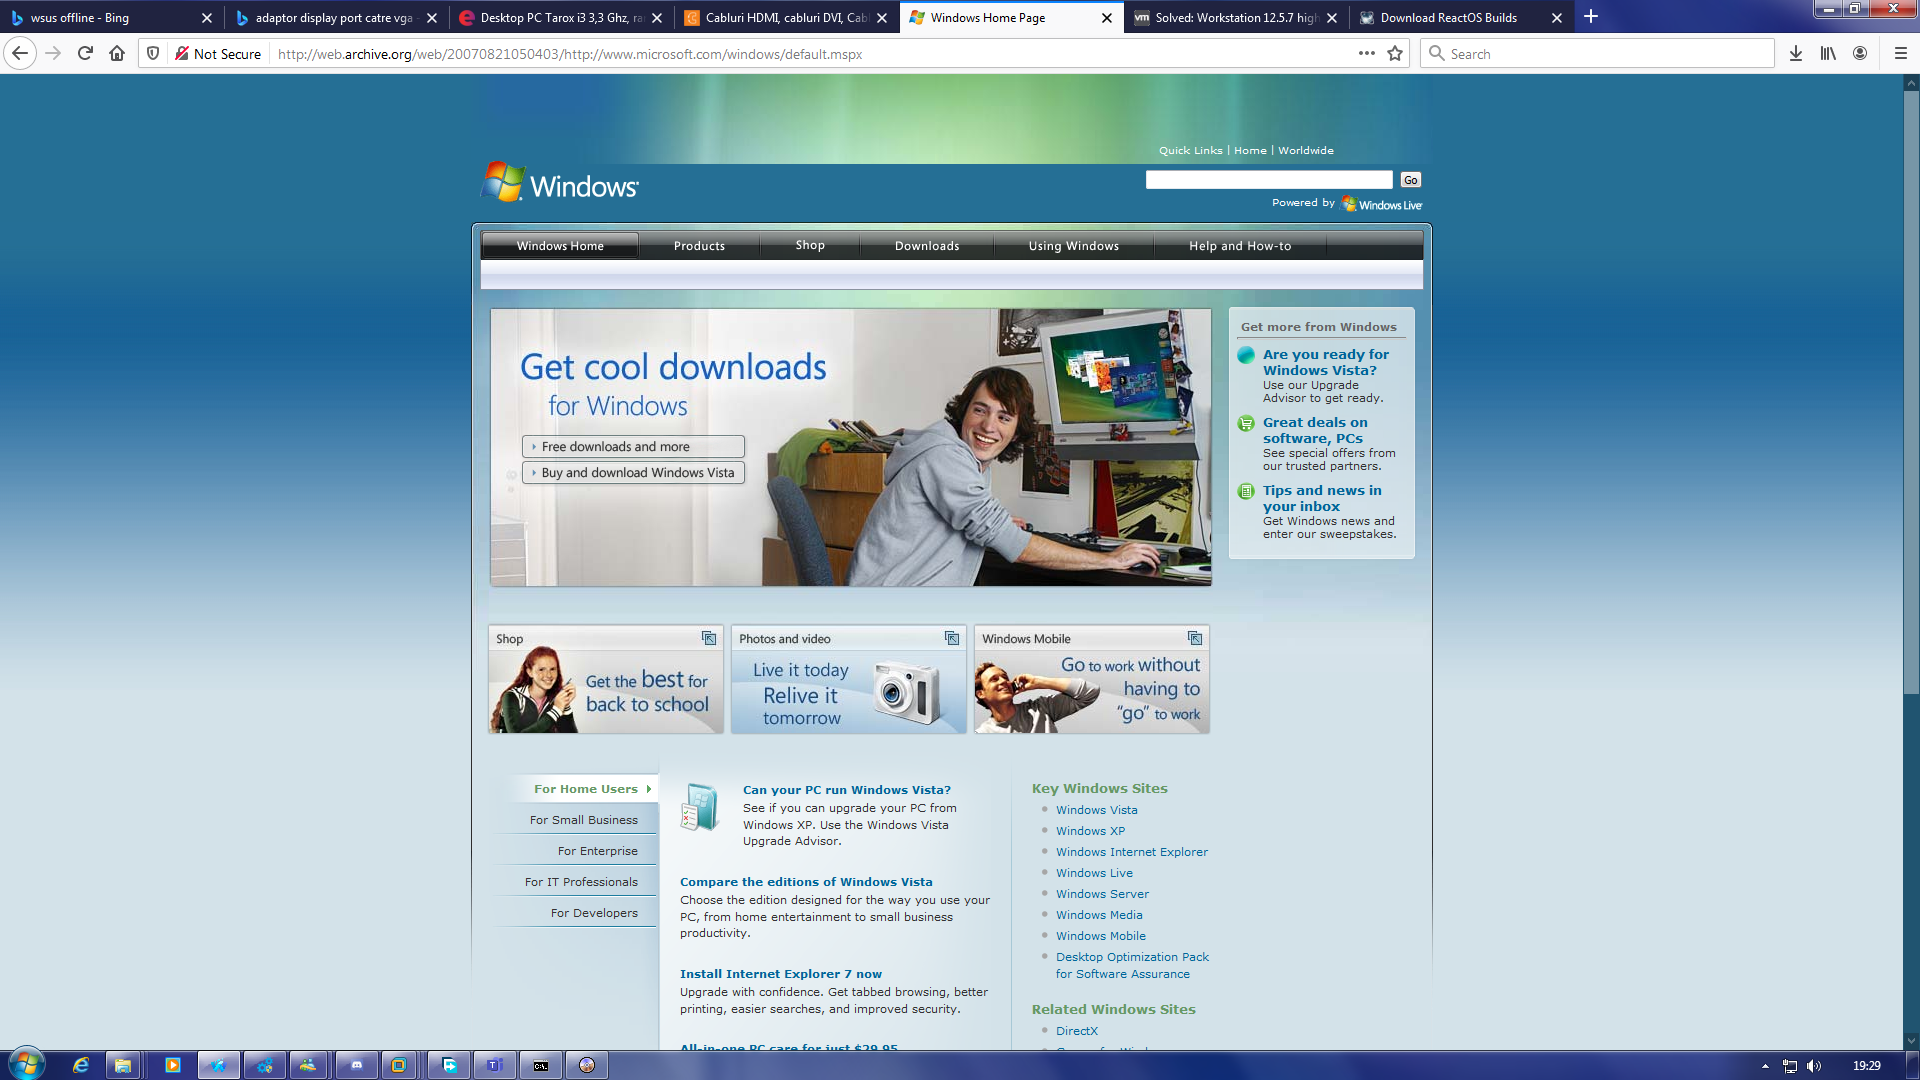 wsus offline - Bing
adaptor display port catre vga -
Desktop PC Tarox i3 3,3 Ghz, ra
Cabluri HDMI, cabluri DVI, Cab
Windows Home Page
Solved: Workstation 12.5.7 high
Download ReactOS Builds
Not Secure
http://web.archive.org/web/20070821050403/http://www.microsoft.com/windows/default.mspx
Search
Quick Links | Home | Worldwide
Windows
Go
Powered by Windows Live
Windows Home
Products
Shop
Downloads
Using Windows
Help and How-to
Get cool downloads
for Windows
Free downloads and more
Buy and download Windows Vista
Get more from Windows
Are you ready for
Windows Vista?
Use our Upgrade
Advisor to get ready.
Great deals on
software, PCs
See special offers from
our trusted partners.
Tips and news in
your inbox
Get Windows news and
enter our sweepstakes.
Shop
Get the best for
back to school
Photos and video
Live it today
Relive it
tomorrow
Windows Mobile
Go to work without
having to
“go” to work
For Home Users
For Small Business
For Enterprise
For IT Professionals
For Developers
Can your PC run Windows Vista?
See if you can upgrade your PC from
Windows XP. Use the Windows Vista
Upgrade Advisor.
Compare the editions of Windows Vista
Choose the edition designed for the way you use your
PC, from home entertainment to small business
productivity.
Install Internet Explorer 7 now
Upgrade with confidence. Get tabbed browsing, better
printing, easier searches, and improved security.
All-in-one PC care for just $29.95
Key Windows Sites
Windows Vista
Windows XP
Windows Internet Explorer
Windows Live
Windows Server
Windows Media
Windows Mobile
Desktop Optimization Pack
for Software Assurance
Related Windows Sites
DirectX
19:29